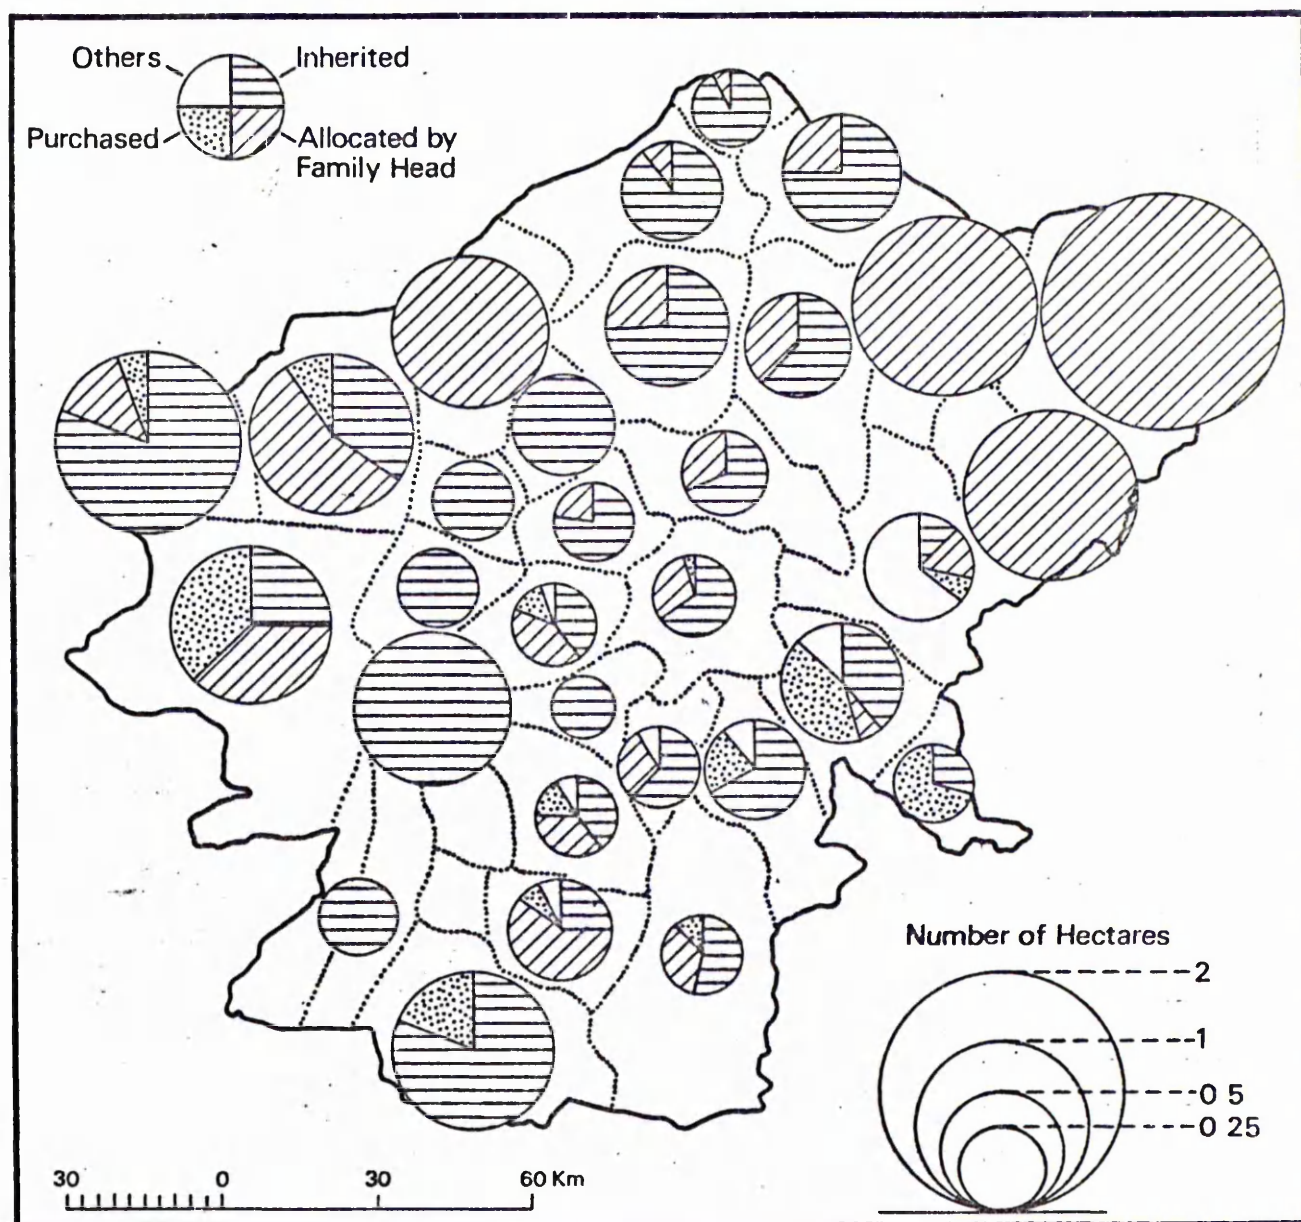 Others
Inherited
Purchased
Allocated by
Family Head
Number of Hectares
2
1
0 5
0 25
30 0 30 60 Km